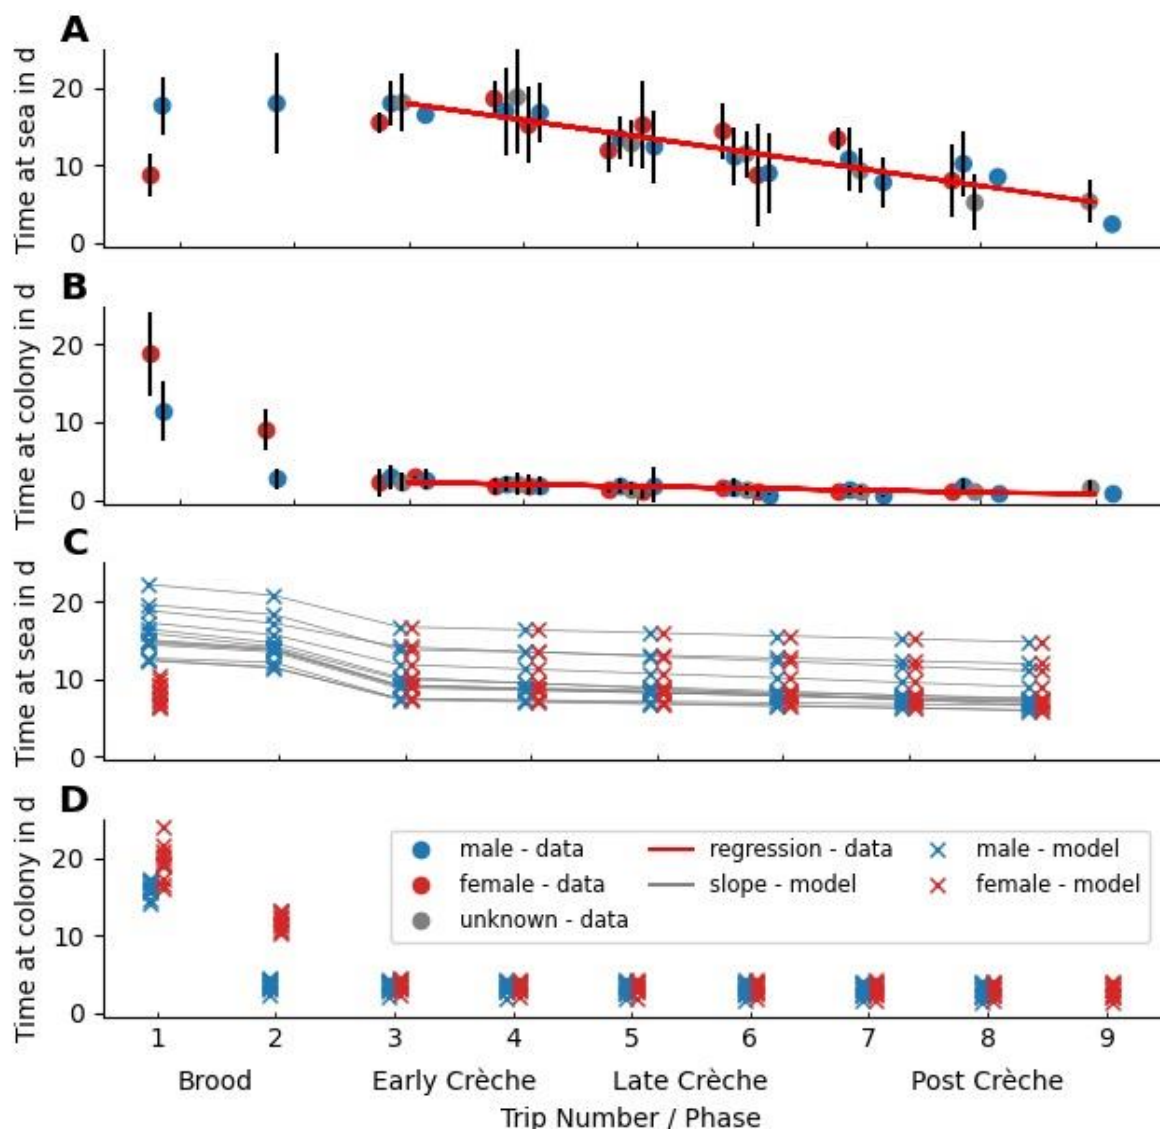 A
Time at sea in d
20
10
0
B
Time at colony in d
20
10
0
C
Time at sea in d
20
10
0
D
Time at colony in d
20
10
0
male - data
female - data
unknown - data
regression - data
slope - model
male - model
female - model
1 2 3 4 5 6 7 8 9
Brood Early Crèche Late Crèche Post Crèche
Trip Number / Phase